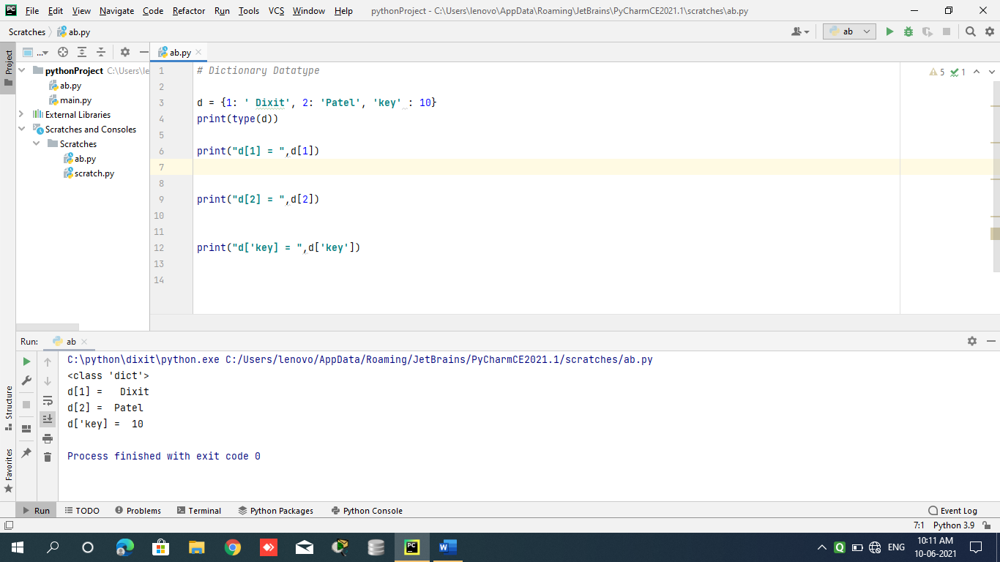 File Edit View Navigate Code Refactor Run Tools VCS Window Help pythonProject - C:\Users\lenovo\AppData\Roaming\JetBrains\PyCharmCE2021.1\scratches\ab.py
Scratches ab.py ab
Project ... ab.py
pythonProject C:\Users\le
ab.py
main.py
External Libraries
Scratches and Consoles
Scratches
ab.py
scratch.py
1 # Dictionary Datatype 5 1
2
3 d = {1: ' Dixit', 2: 'Patel', 'key' : 10}
4 print(type(d))
5
6 print("d[1] = ",d[1])
7
8
9 print("d[2] = ",d[2])
10
11
12 print("d['key] = ",d['key'])
13
14
Run: ab
C:\python\dixit\python.exe C:/Users/lenovo/AppData/Roaming/JetBrains/PyCharmCE2021.1/scratches/ab.py
<class 'dict'>
d[1] =   Dixit
d[2] =  Patel
d['key] =  10
Process finished with exit code 0
Structure
Favorites
Run TODO Problems Terminal Python Packages Python Console Event Log
7:1 Python 3.9
PC W Q ENG 10:11 AM
10-06-2021